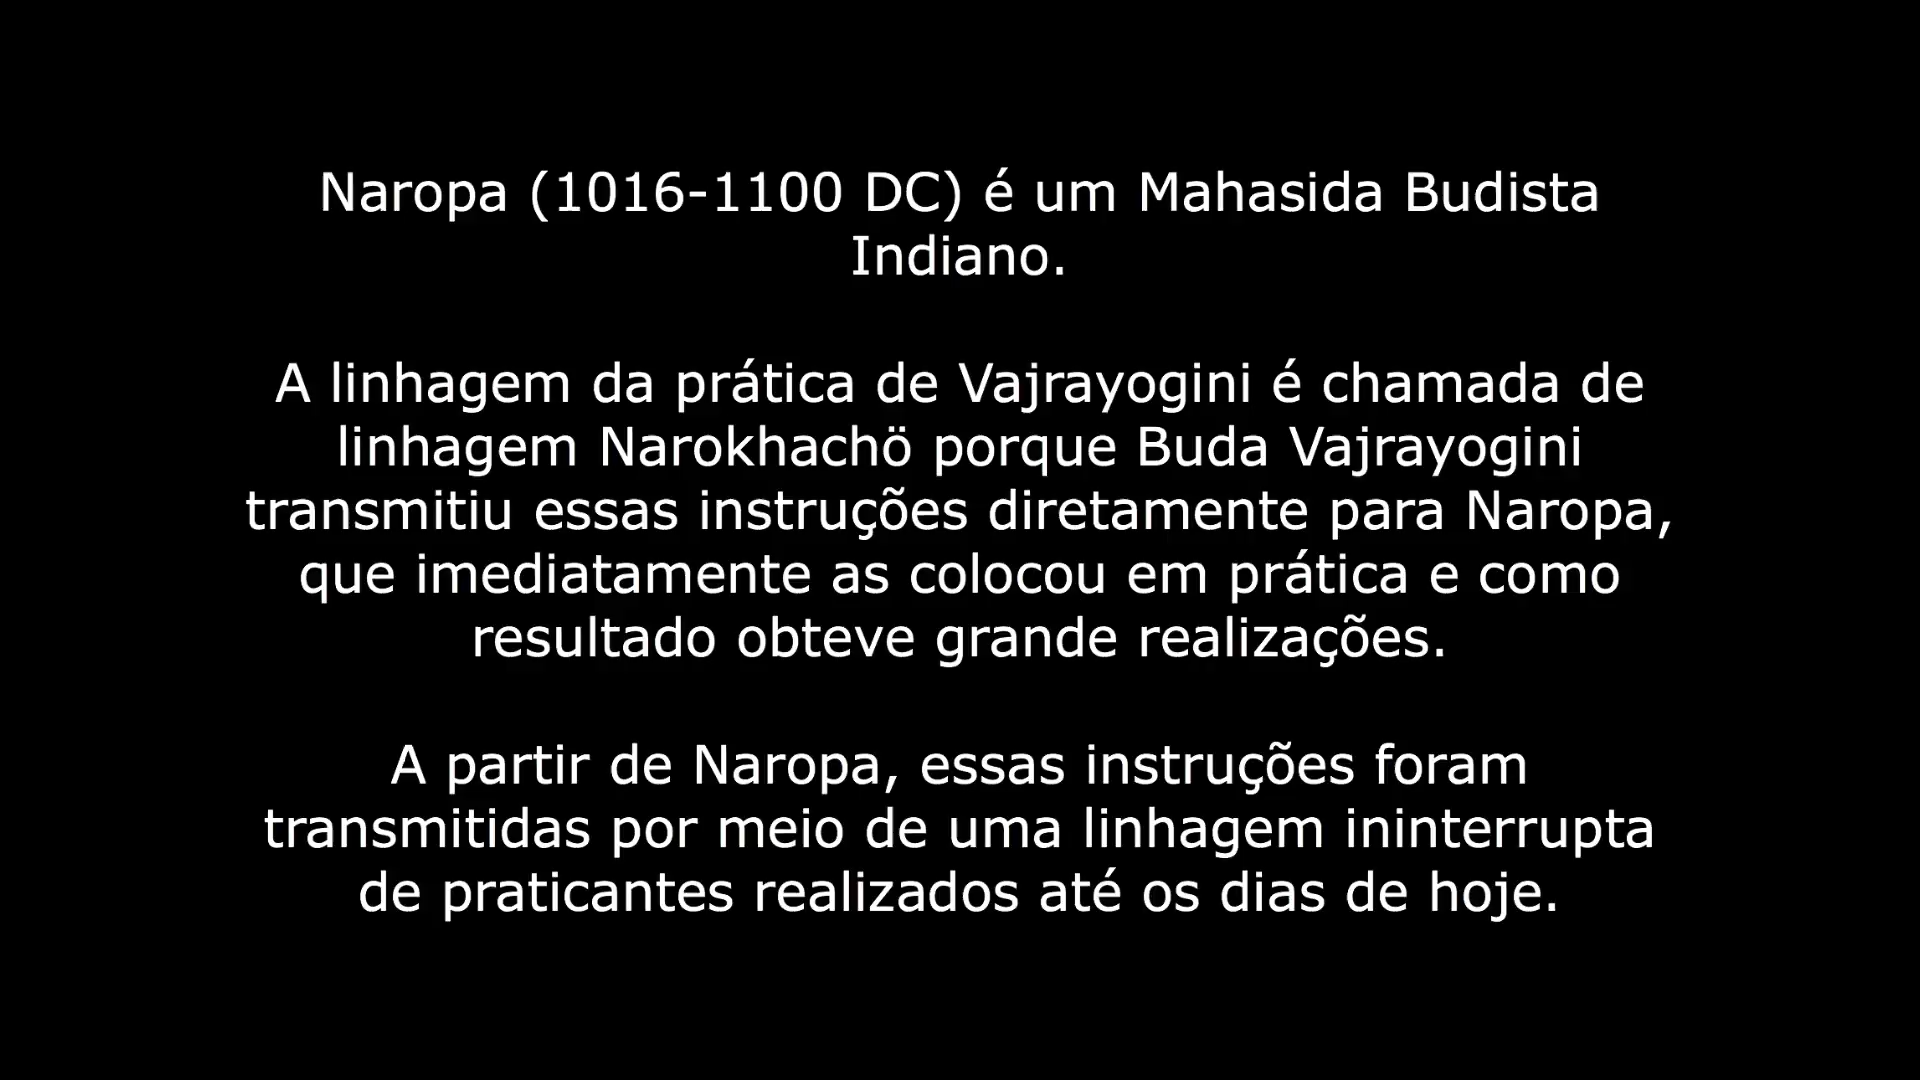 Naropa (1016-1100 DC) é um Mahasida Budista
Indiano.
A linhagem da prática de Vajrayogini é chamada de
linhagem Narokhachö porque Buda Vajrayogini
transmitiu essas instruções diretamente para Naropa,
que imediatamente as colocou em prática e como
resultado obteve grande realizações.
A partir de Naropa, essas instruções foram
transmitidas por meio de uma linhagem ininterrupta
de praticantes realizados até os dias de hoje.